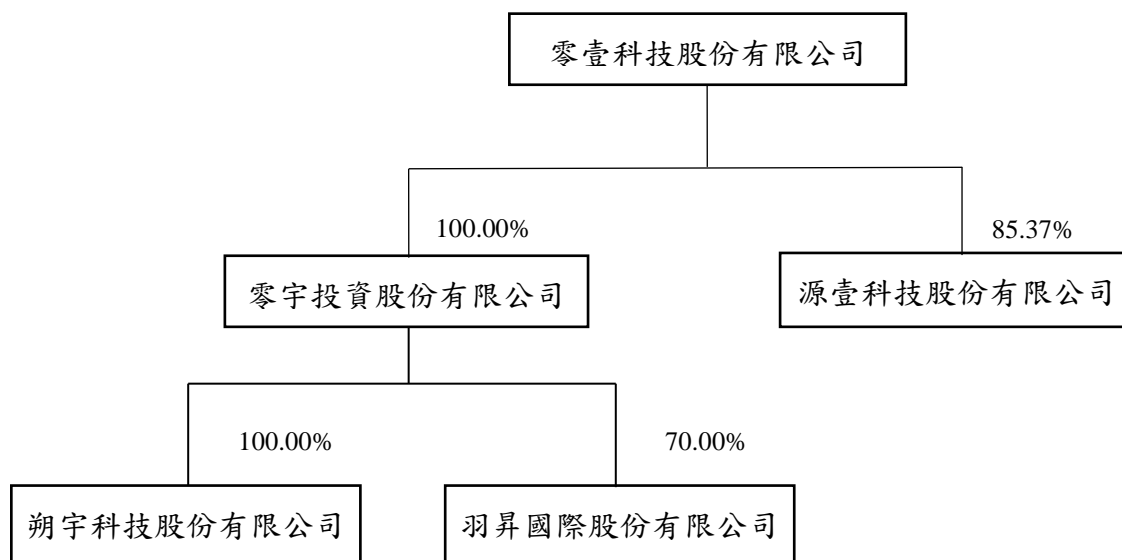 零壹科技股份有限公司
100.00%
85.37%
零宇投資股份有限公司
源壹科技股份有限公司
100.00%
70.00%
朔宇科技股份有限公司
羽昇國際股份有限公司